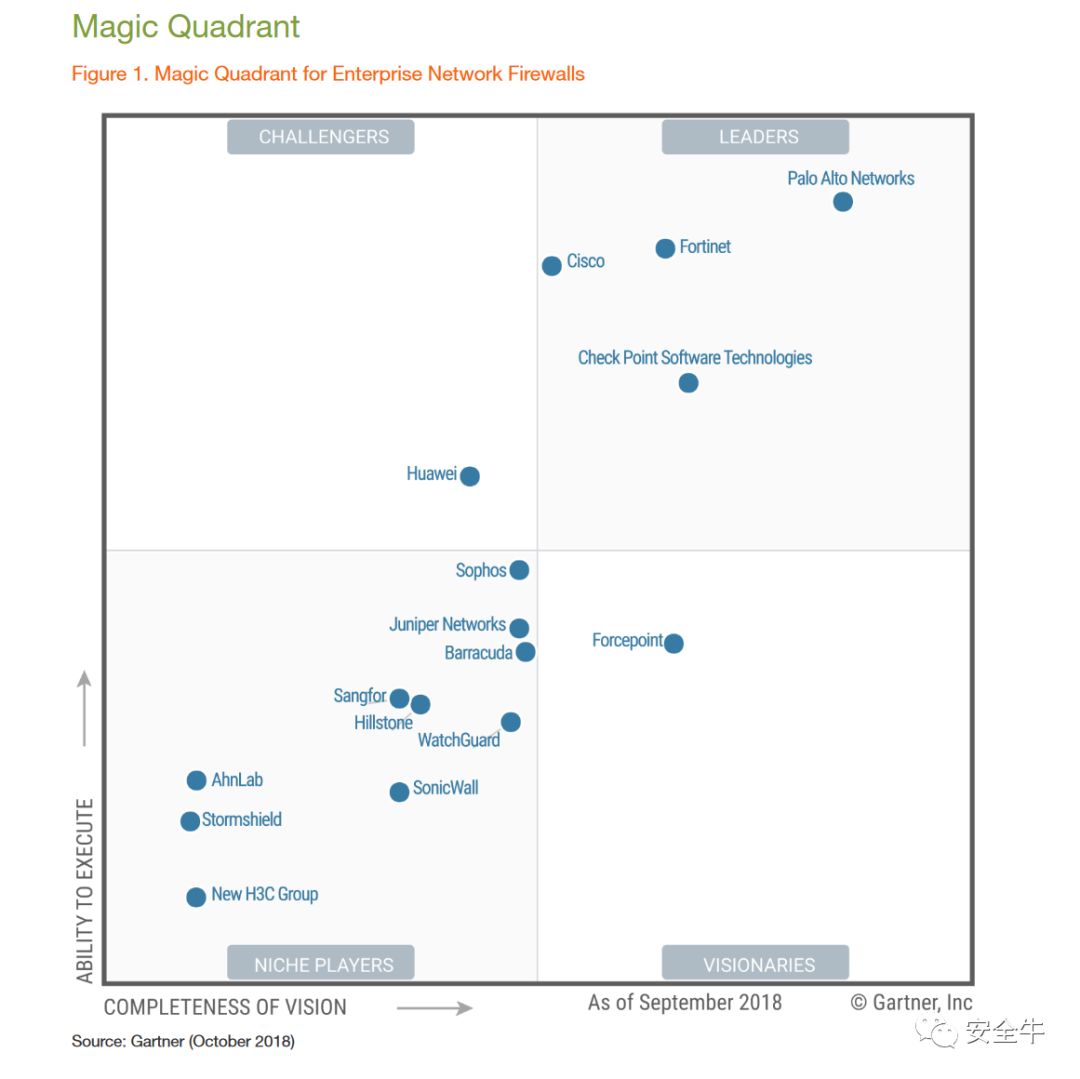 Magic Quadrant
Figure 1. Magic Quadrant for Enterprise Network Firewalls
CHALLENGERS
LEADERS
Palo Alto Networks
Fortinet
Cisco
Check Point Software Technologies
Huawei
Sophos
Juniper Networks
Forcepoint
Barracuda
Sangfor
Hillstone
WatchGuard
AhnLab
SonicWall
Stormshield
New H3C Group
ABILITY TO EXECUTE
NICHE PLAYERS
VISIONARIES
COMPLETENESS OF VISION
As of September 2018
© Gartner, Inc
安全牛
Source: Gartner (October 2018)